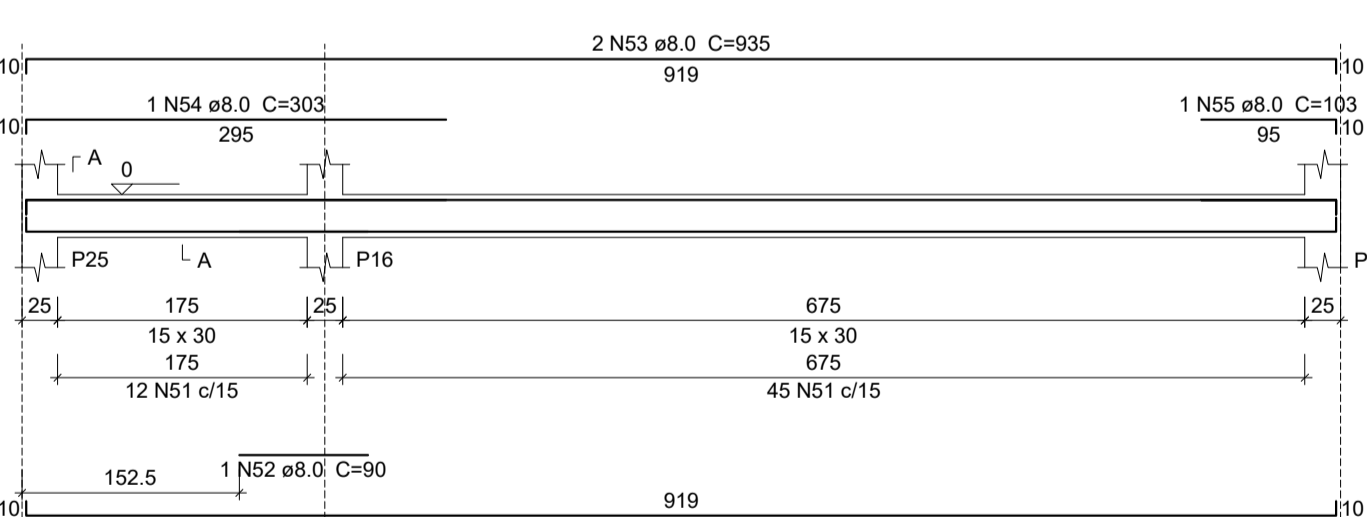 2 N53 ø8.0 C=935
10 919 10
1 N54 ø8.0 C=303 1 N55 ø8.0 C=103
10 295 95 10
A 0
P25 A P16 P
25 175 25 675 25
15 x 30 15 x 30
175 675
12 N51 c/15 45 N51 c/15
1 N52 ø8.0 C=90
152.5
10 919 10